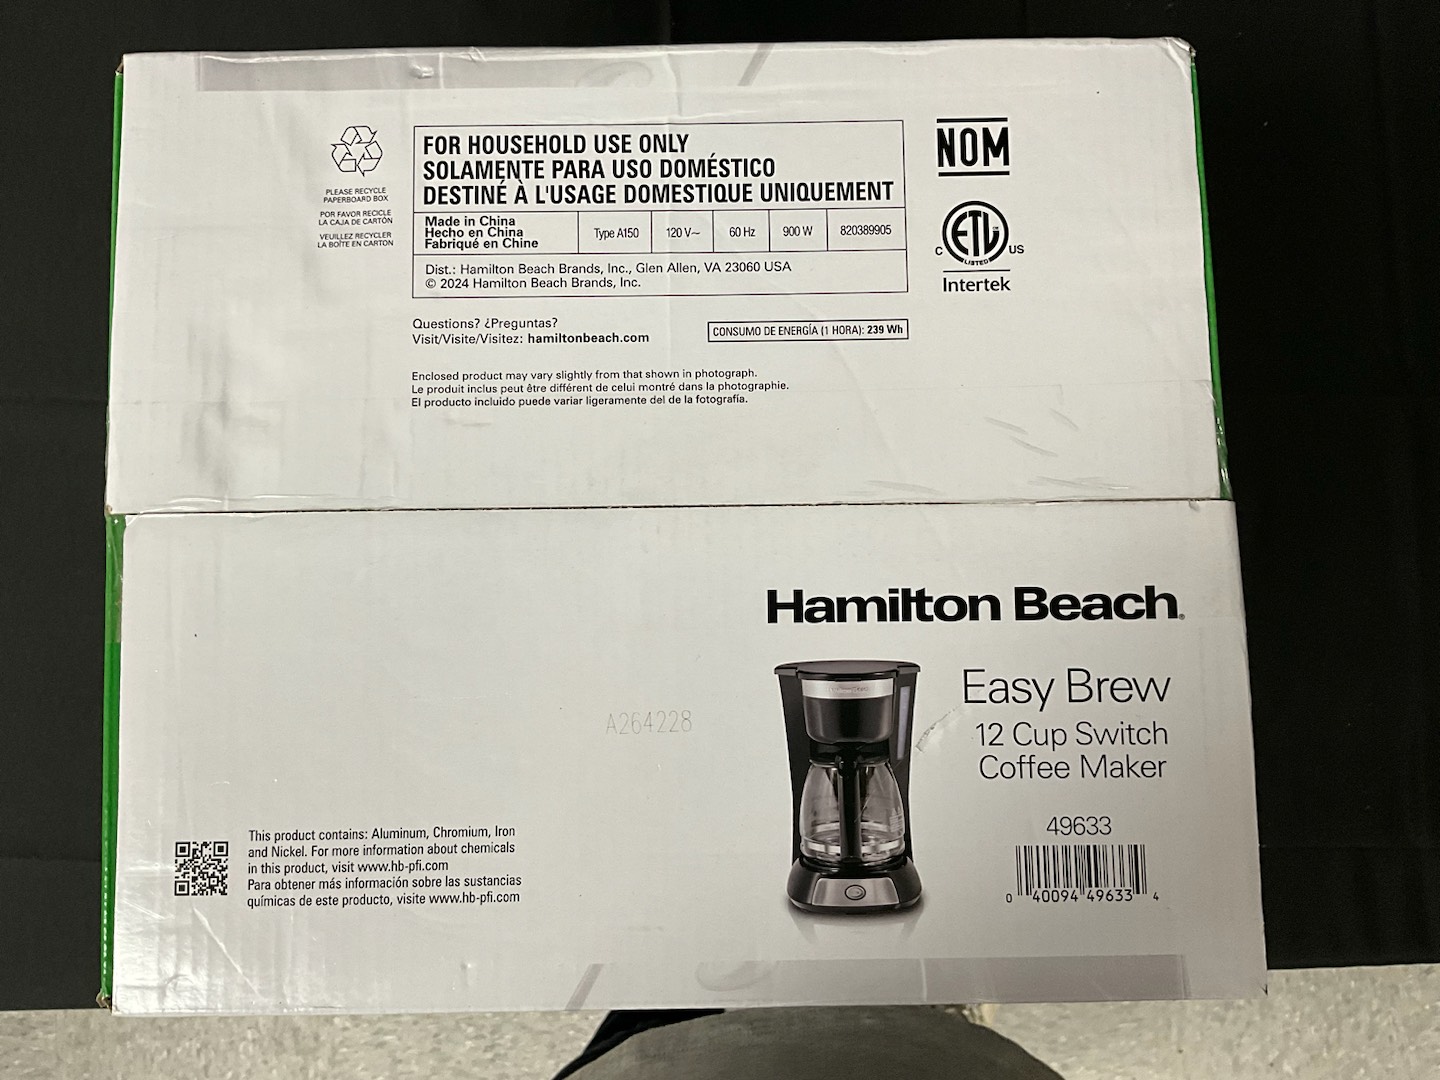 PLEASE RECYCLE
PAPERBOARD BOX
POR FAVOR RECICLE
LA CAJA DE CARTÓN
VEUILLEZ RECYCLER
LA BOÎTE EN CARTON
FOR HOUSEHOLD USE ONLY
SOLAMENTE PARA USO DOMÉSTICO
DESTINÉ À L'USAGE DOMESTIQUE UNIQUEMENT
Made in China
Hecho en China
Fabriqué en Chine
Type A150
120 V~
60 Hz
900 W
820389905
Dist.: Hamilton Beach Brands, Inc., Glen Allen, VA 23060 USA
© 2024 Hamilton Beach Brands, Inc.
NOM
ETL
LISTED
C US
Intertek
Questions? ¿Preguntas?
Visit/Visite/Visitez: hamiltonbeach.com
CONSUMO DE ENERGÍA (1 HORA): 239 Wh
Enclosed product may vary slightly from that shown in photograph.
Le produit inclus peut être différent de celui montré dans la photographie.
El producto incluido puede variar ligeramente del de la fotografía.
Hamilton Beach®
Easy Brew
12 Cup Switch
Coffee Maker
A264228
49633
0 40094 49633 4
This product contains: Aluminum, Chromium, Iron
and Nickel. For more information about chemicals
in this product, visit www.hb-pfi.com
Para obtener más información sobre las sustancias
químicas de este producto, visite www.hb-pfi.com